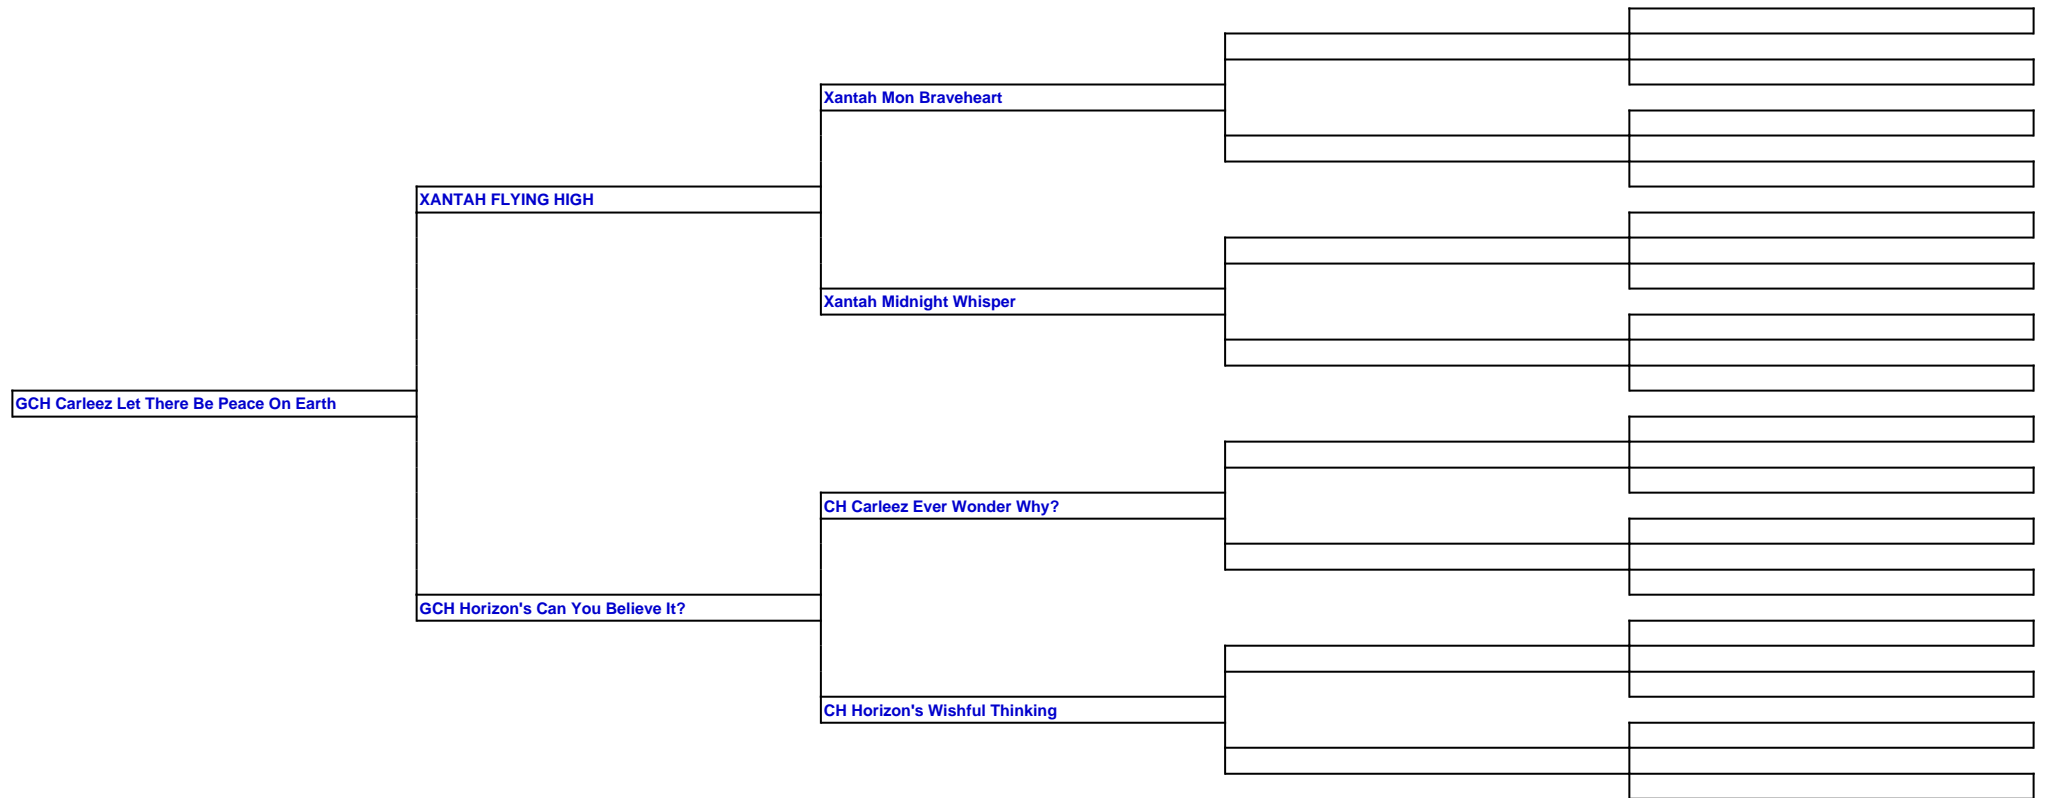 Xantah Mon Braveheart
XANTAH FLYING HIGH
Xantah Midnight Whisper
GCH Carleez Let There Be Peace On Earth
CH Carleez Ever Wonder Why?
GCH Horizon's Can You Believe It?
CH Horizon's Wishful Thinking